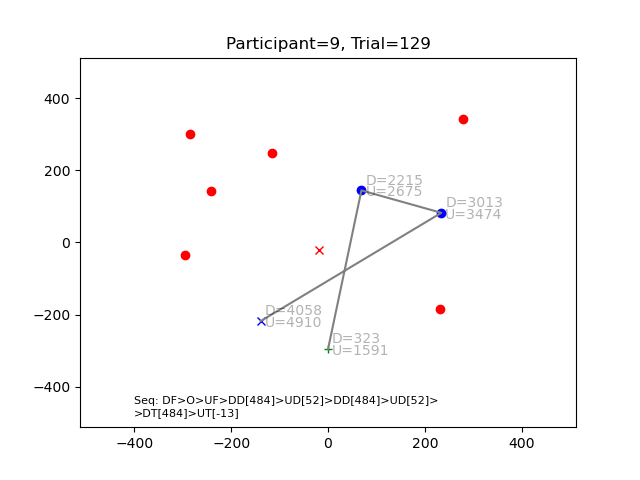 Participant=9, Trial=129
400
200
0
−200
−400
D=2215
U=2675
D=3013
U=3474
D=4058
U=4910
D=323
U=1591
Seq: DF>O>UF>DD[484]>UD[52]>DD[484]>UD[52]>
>DT[484]>UT[-13]
−400
−200
0
200
400